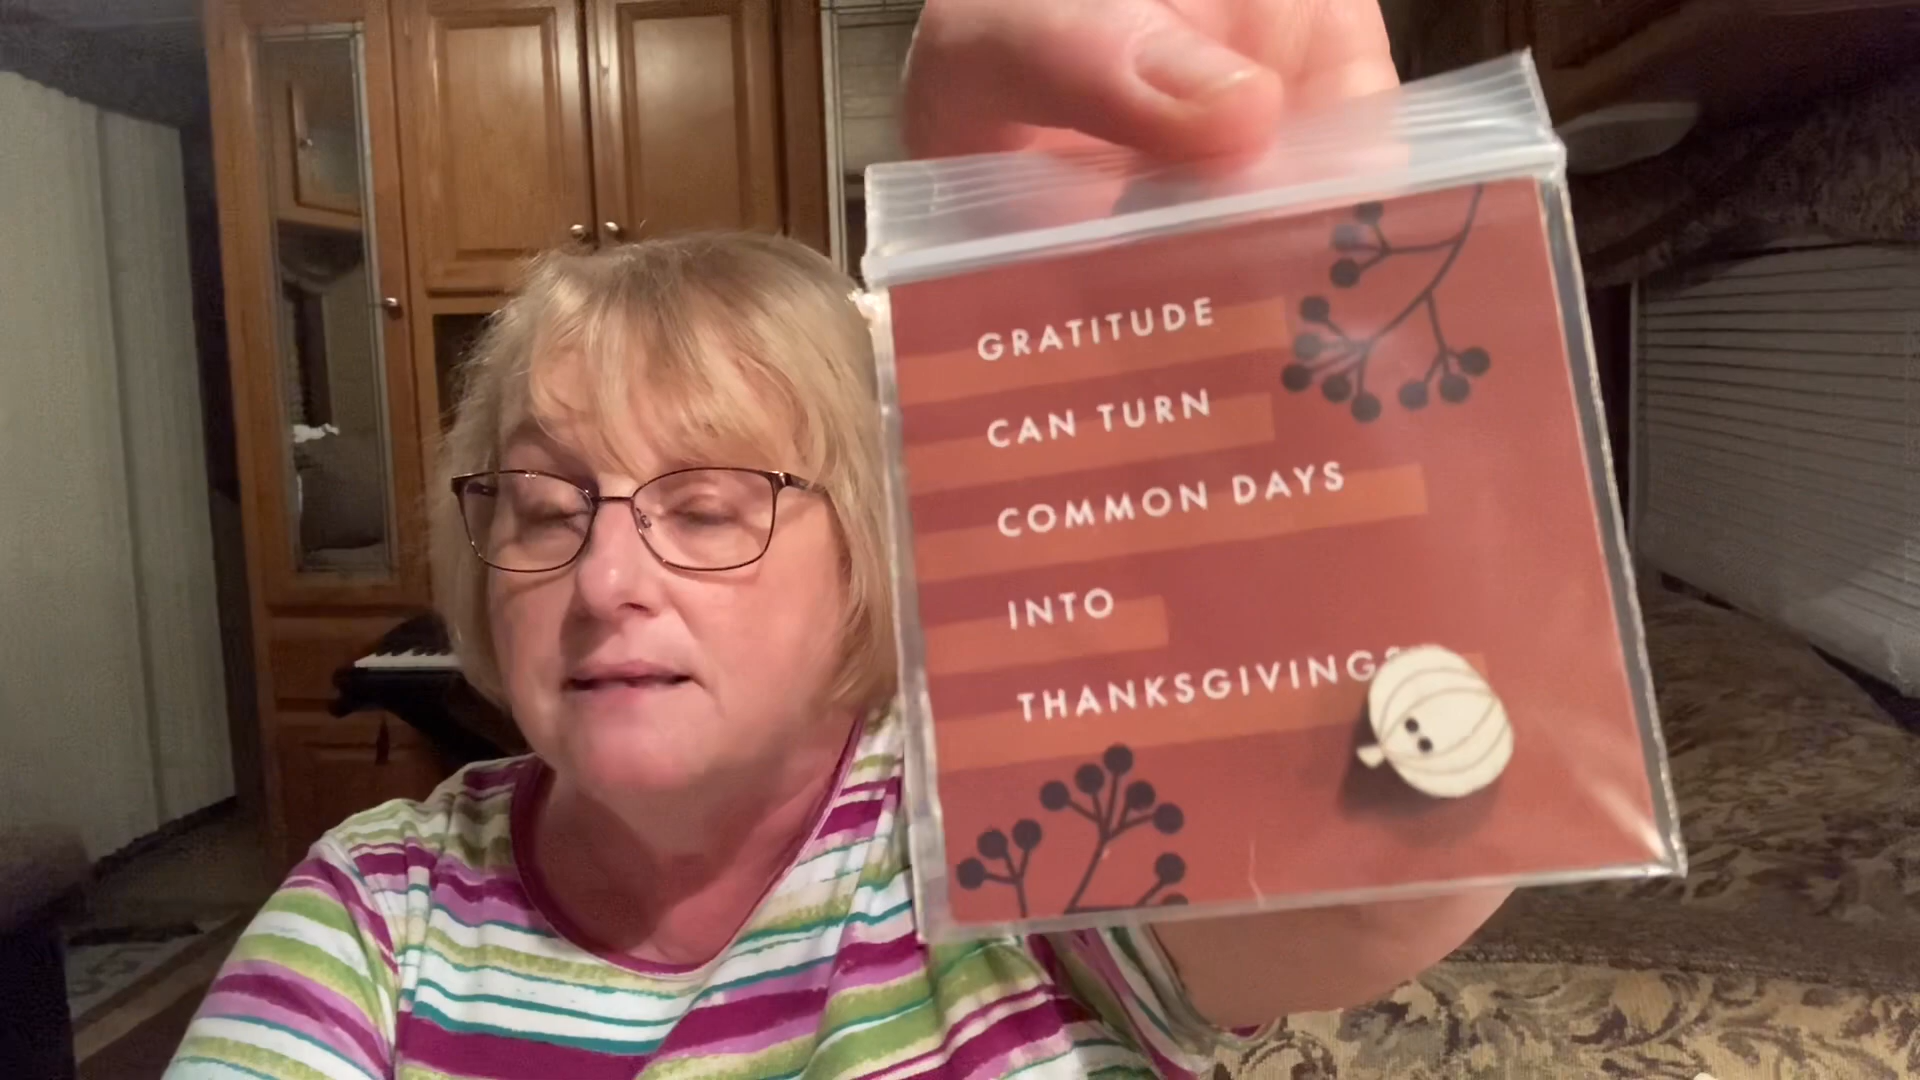 GRATITUDE
CAN TURN
COMMON DAYS
INTO
THANKSGIVINGS